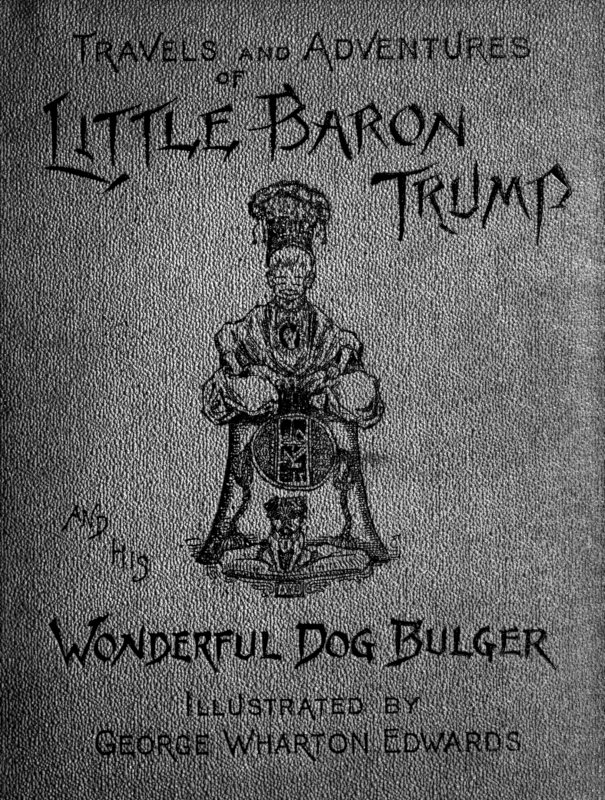 TRAVELS AND ADVENTURES
OF
LITTLE BARON
TRUMP
AND
HIS
WONDERFUL DOG BULGER
ILLUSTRATED BY
GEORGE WHARTON EDWARDS